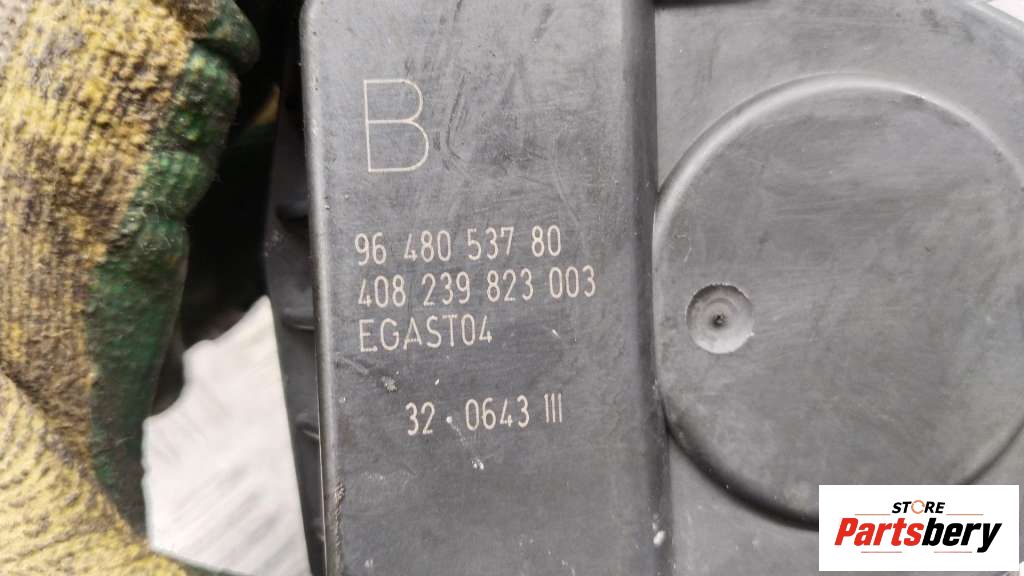 B
96 480 537 80
408 239 823 003
EGAST04
32 · 0643 III
STORE
Partsbery